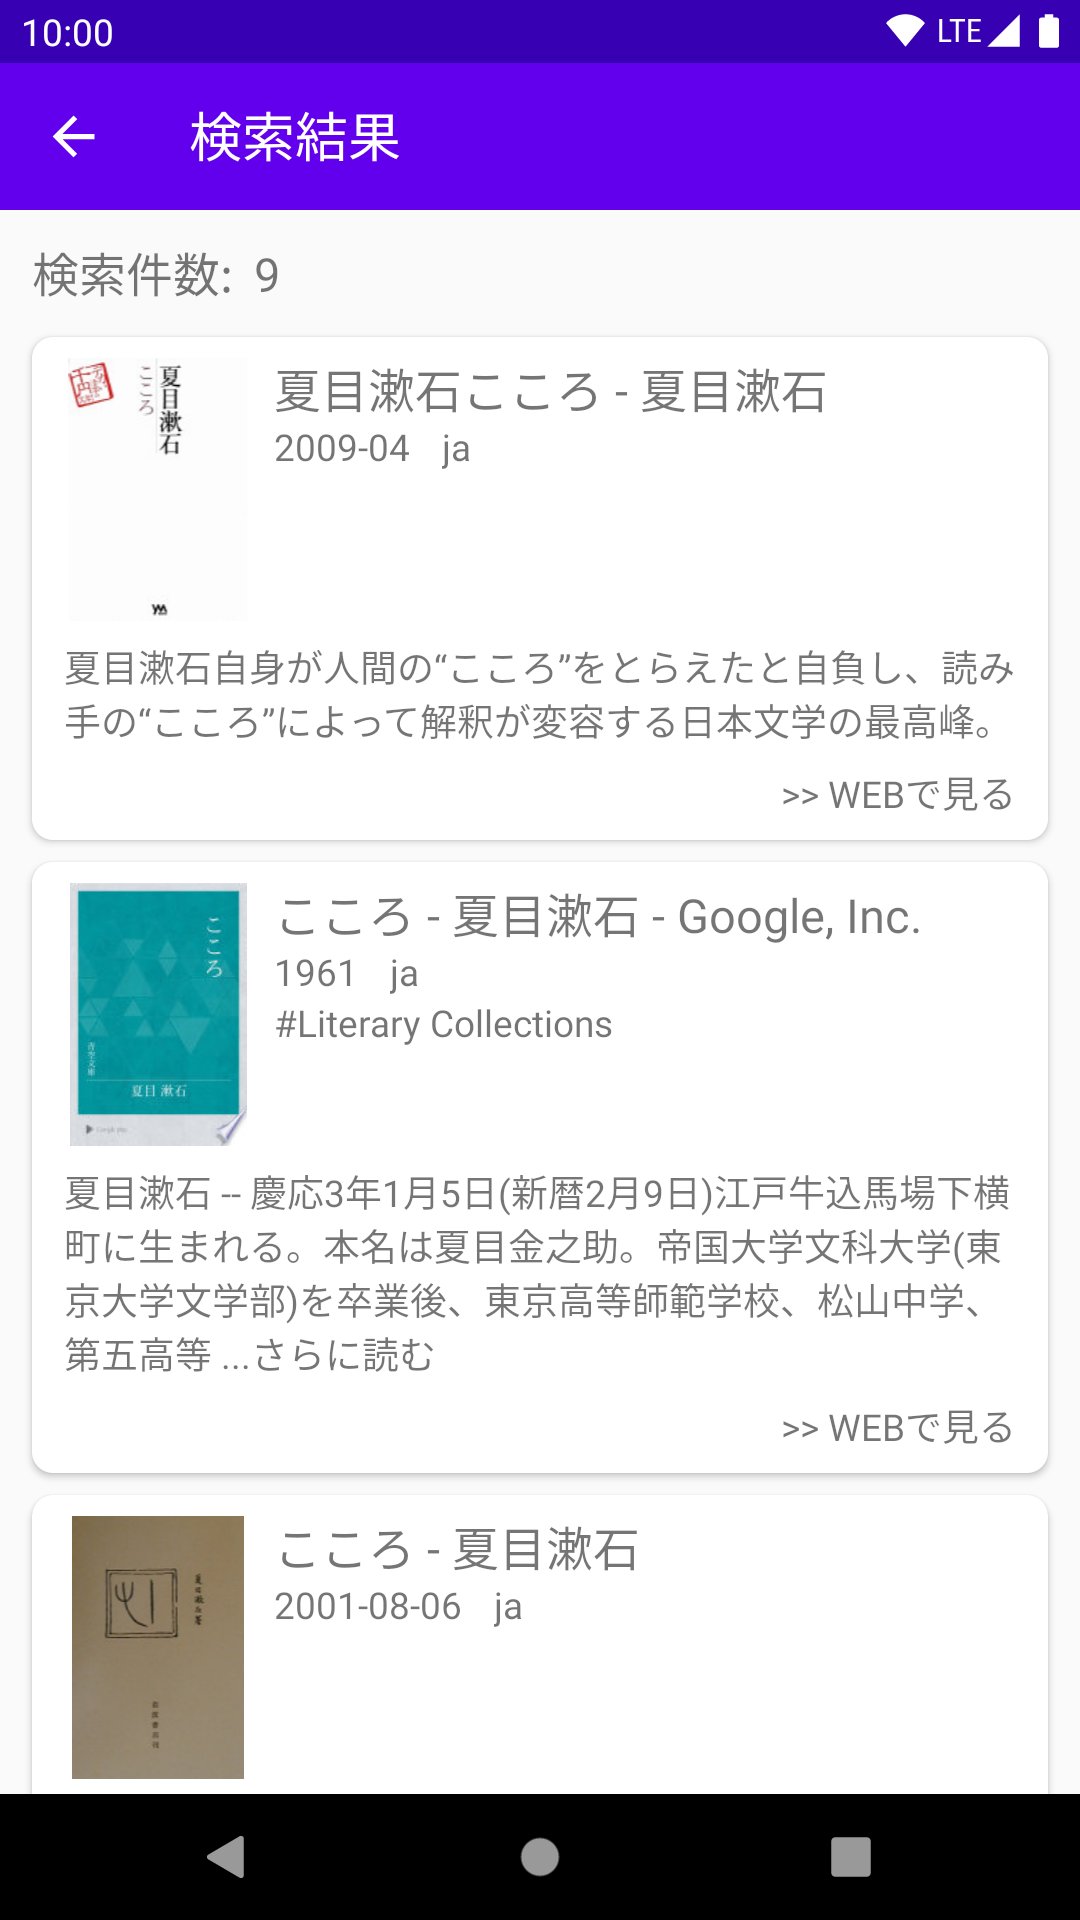 10:00
LTE
検索結果
検索件数: 9
夏目漱石
こころ
夏目漱石こころ - 夏目漱石
2009-04 ja
夏目漱石自身が人間の“こころ”をとらえたと自負し、読み
手の“こころ”によって解釈が変容する日本文学の最高峰。
>> WEBで見る
こころ
青空文庫
夏目 漱石
こころ - 夏目漱石 - Google, Inc.
1961 ja
#Literary Collections
夏目漱石 -- 慶応3年1月5日(新暦2月9日)江戸牛込馬場下横
町に生まれる。本名は夏目金之助。帝国大学文科大学(東
京大学文学部)を卒業後、東京高等師範学校、松山中学、
第五高等 ...さらに読む
>> WEBで見る
こころ - 夏目漱石
2001-08-06 ja